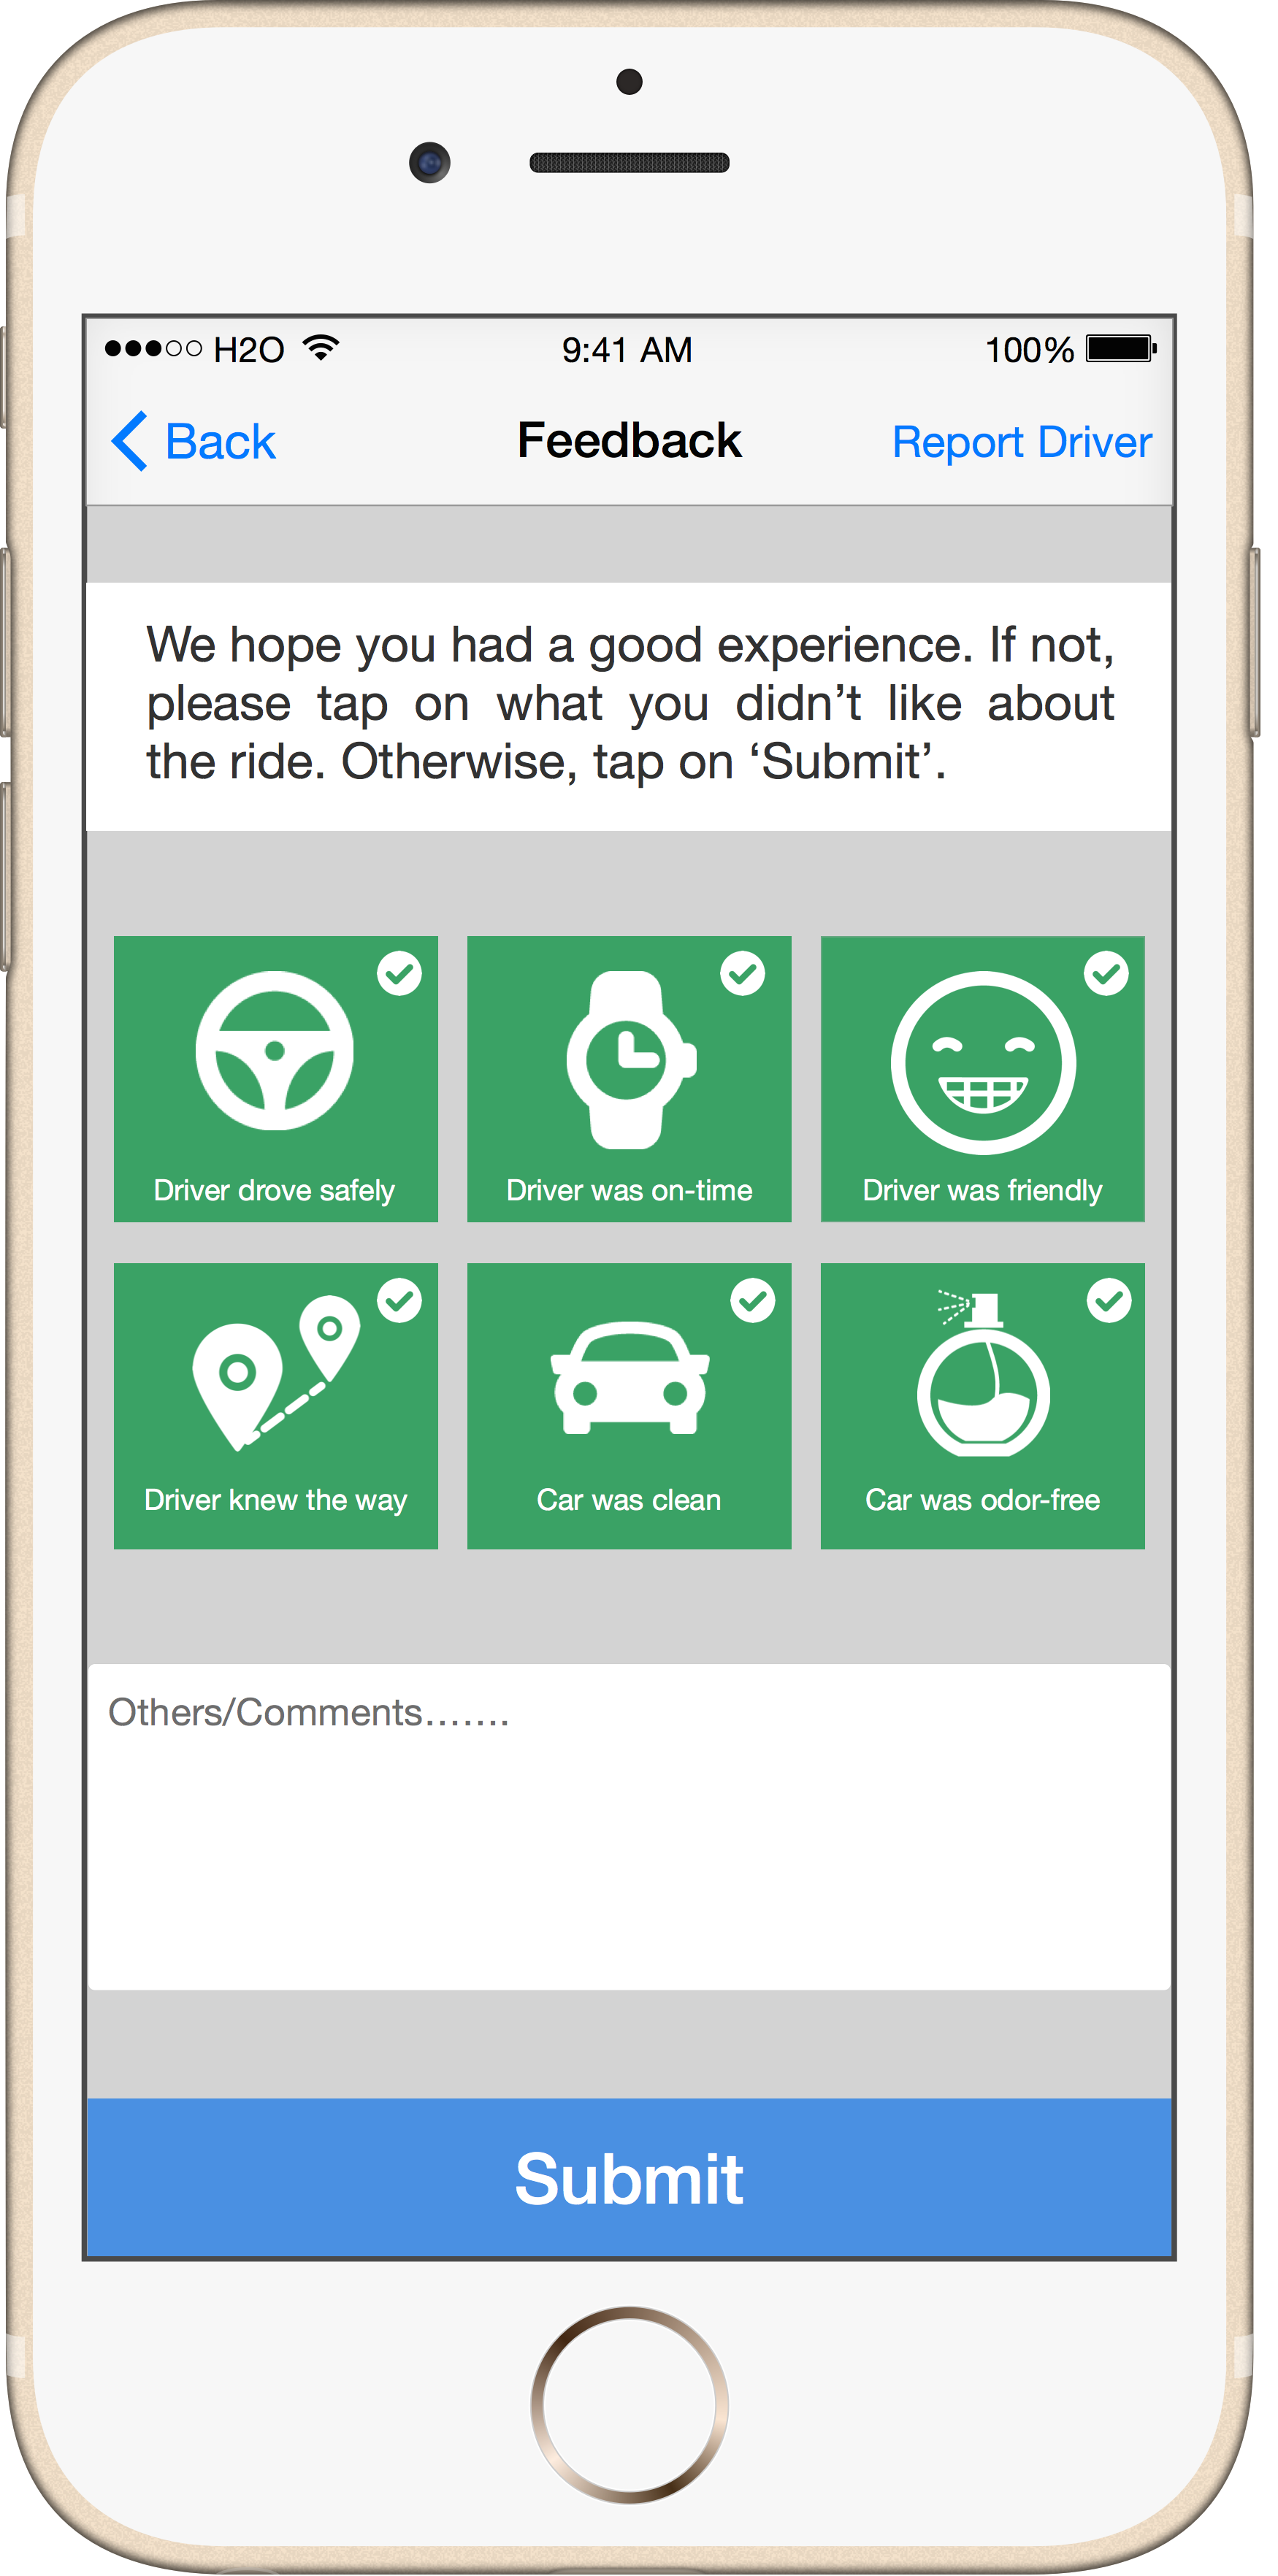 H2O 9:41 AM 100%
Back Feedback Report Driver
We hope you had a good experience. If not,
please tap on what you didn’t like about
the ride. Otherwise, tap on ‘Submit’.
Driver drove safely Driver was on-time Driver was friendly
Driver knew the way Car was clean Car was odor-free
Others/Comments.......
Submit